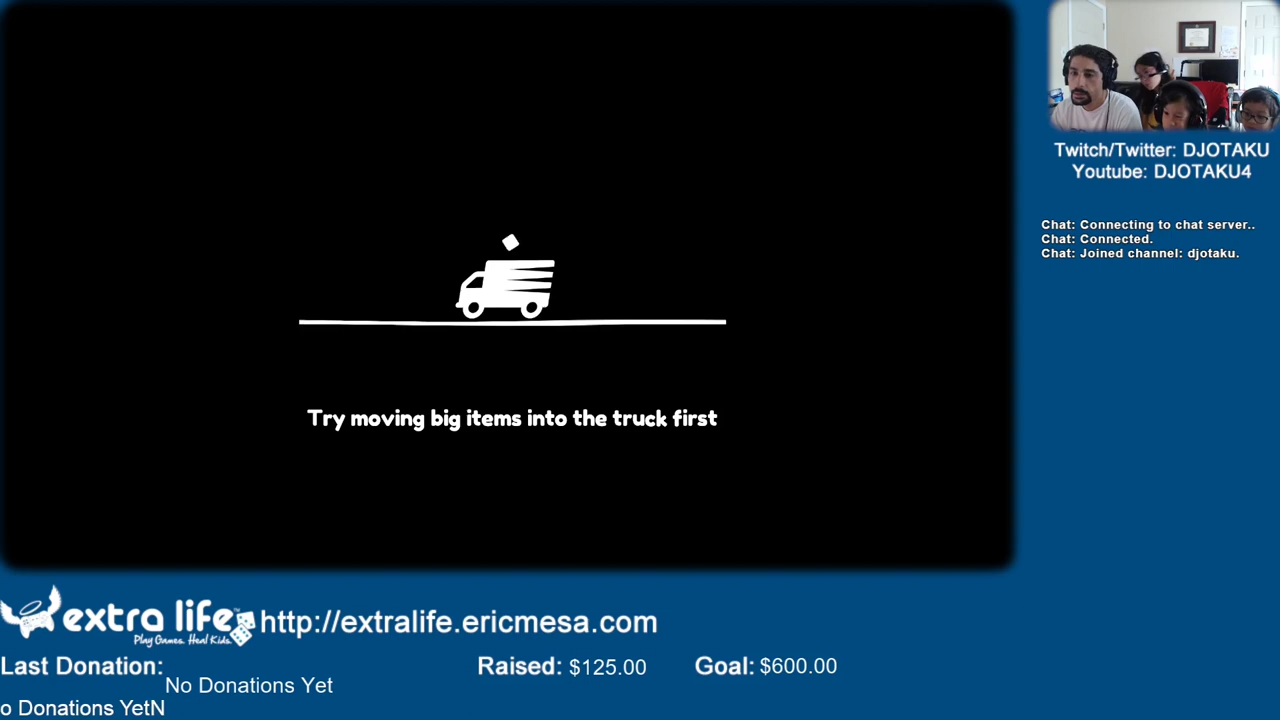 Twitch/Twitter: DJOTAKU
Youtube: DJOTAKU4
Chat: Connecting to chat server..
Chat: Connected.
Chat: Joined channel: djotaku.
Try moving big items into the truck first
extra life
Play Games. Heal Kids.
http://extralife.ericmesa.com
Last Donation:
No Donations Yet
Raised: $125.00
Goal: $600.00
o Donations YetN